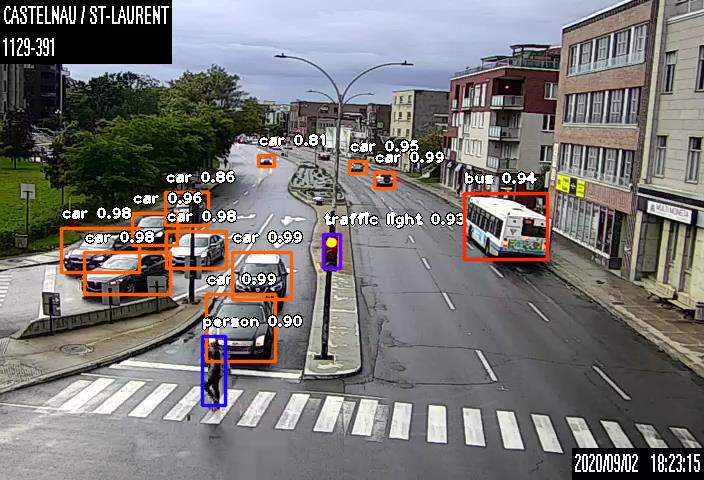 CASTELNAU / ST-LAURENT
1129-391
car 0.81
car 0.95
car 0.99
car 0.86
bus 0.94
car 0.96
car 0.98
car 0.98
traffic light 0.93
car 0.98
car 0.99
car 0.99
person 0.90
2020/09/02 18:23:15